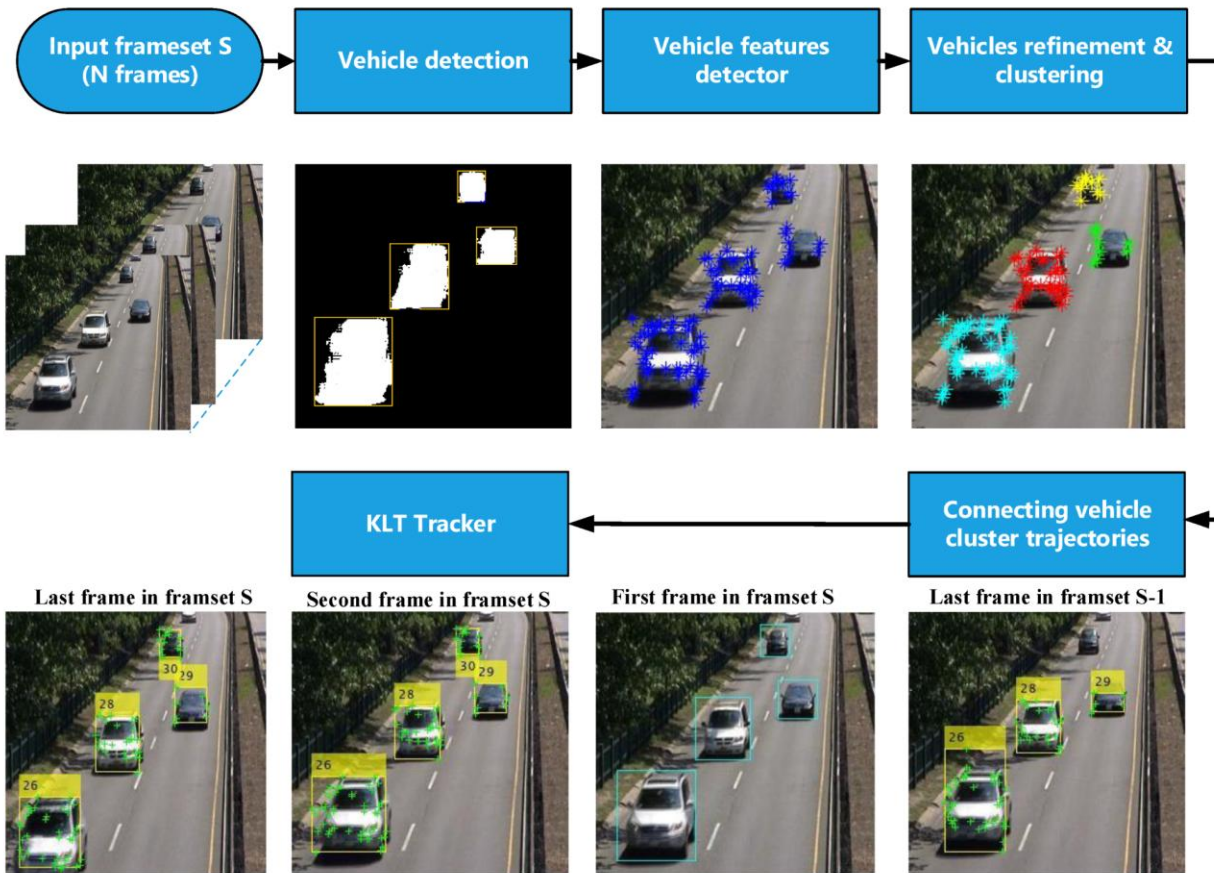 Input frameset S
(N frames)
Vehicle detection
Vehicle features
detector
Vehicles refinement &
clustering
KLT Tracker
Connecting vehicle
cluster trajectories
Last frame in framset S
Second frame in framset S
First frame in framset S
Last frame in framset S-1
30
29
28
26
30
29
28
26
29
28
26